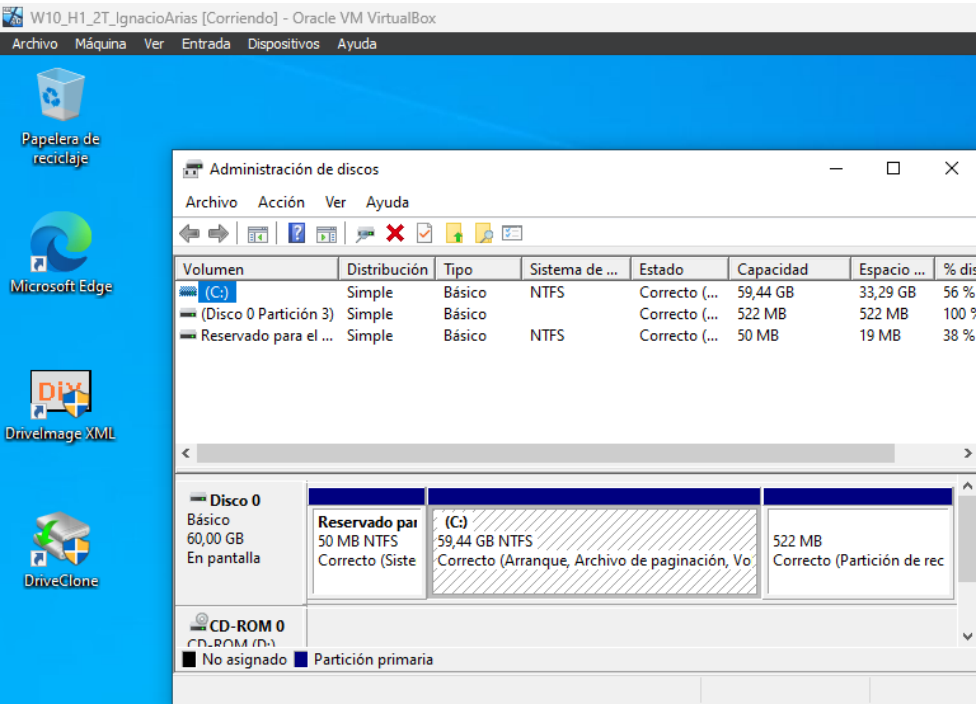 W10_H1_2T_IgnacioArias [Corriendo] - Oracle VM VirtualBox
Archivo Máquina Ver Entrada Dispositivos Ayuda
Papelera de
reciclaje
Microsoft Edge
DiX
DriveImage XML
DriveClone
Administración de discos
Archivo Acción Ver Ayuda
Volumen Distribución Tipo Sistema de ... Estado Capacidad Espacio ... % dis
(C:) Simple Básico NTFS Correcto (... 59,44 GB 33,29 GB 56 %
(Disco 0 Partición 3) Simple Básico Correcto (... 522 MB 522 MB 100 %
Reservado para el ... Simple Básico NTFS Correcto (... 50 MB 19 MB 38 %
Disco 0
Básico
60,00 GB
En pantalla
Reservado par
50 MB NTFS
Correcto (Siste
(C:)
59,44 GB NTFS
Correcto (Arranque, Archivo de paginación, Vo
522 MB
Correcto (Partición de rec
CD-ROM 0
CD-ROM (D:)
No asignado Partición primaria